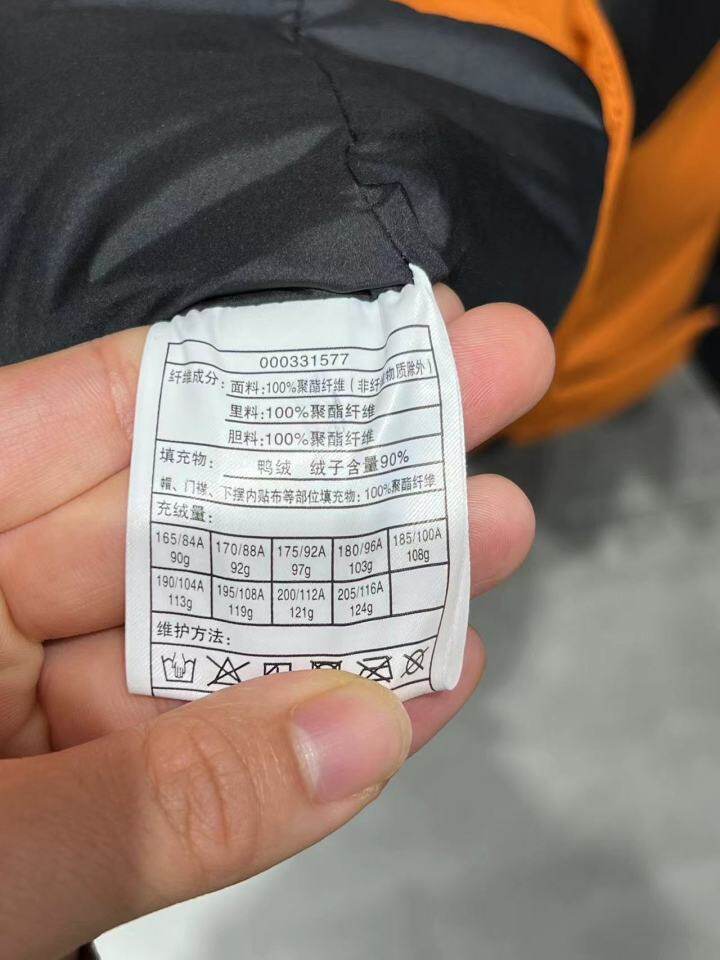 000331577
纤维成分：面料:100%聚酯纤维（非纤 物质除外）
里料:100%聚酯纤维
胆料:100%聚酯纤维
填充物： 鸭绒 绒子含量90%
帽、门襟、下摆内贴布等部位填充物：100%聚酯纤维
充绒量：
165/84A 170/88A 175/92A 180/96A 185/100A
90g 92g 97g 103g 108g
190/104A 195/108A 200/112A 205/116A
113g 119g 121g 124g
维护方法：